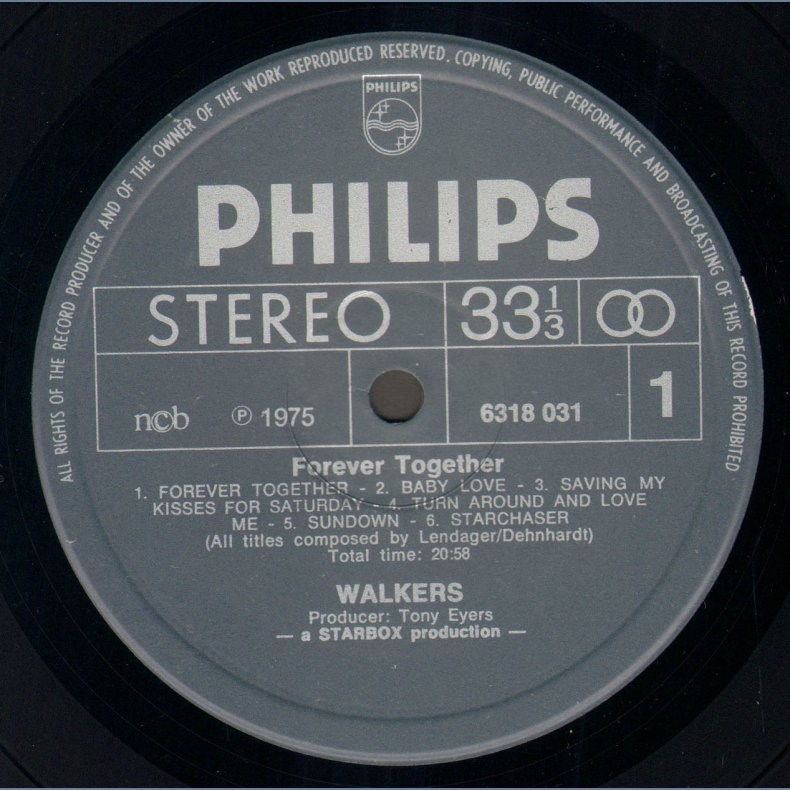 ALL RIGHTS OF THE RECORD PRODUCER AND OF THE OWNER OF THE WORK REPRODUCED RESERVED. COPYING, PUBLIC PERFORMANCE AND BROADCASTING OF THIS RECORD PROHIBITED
PHILIPS
PHILIPS
STEREO 33 1/3
ncb ℗ 1975 6318 031 1
Forever Together
1. FOREVER TOGETHER - 2. BABY LOVE - 3. SAVING MY
KISSES FOR SATURDAY - 4. TURN AROUND AND LOVE
ME - 5. SUNDOWN - 6. STARCHASER
(All titles composed by Lendager/Dehnhardt)
Total time: 20:58
WALKERS
Producer: Tony Eyers
— a STARBOX production —